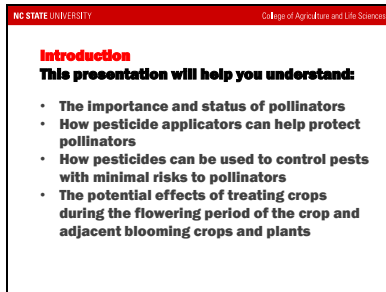 NC STATE UNIVERSITY
College of Agriculture and Life Sciences
Introduction
This presentation will help you understand:
• The importance and status of pollinators
• How pesticide applicators can help protect
pollinators
• How pesticides can be used to control pests
with minimal risks to pollinators
• The potential effects of treating crops
during the flowering period of the crop and
adjacent blooming crops and plants